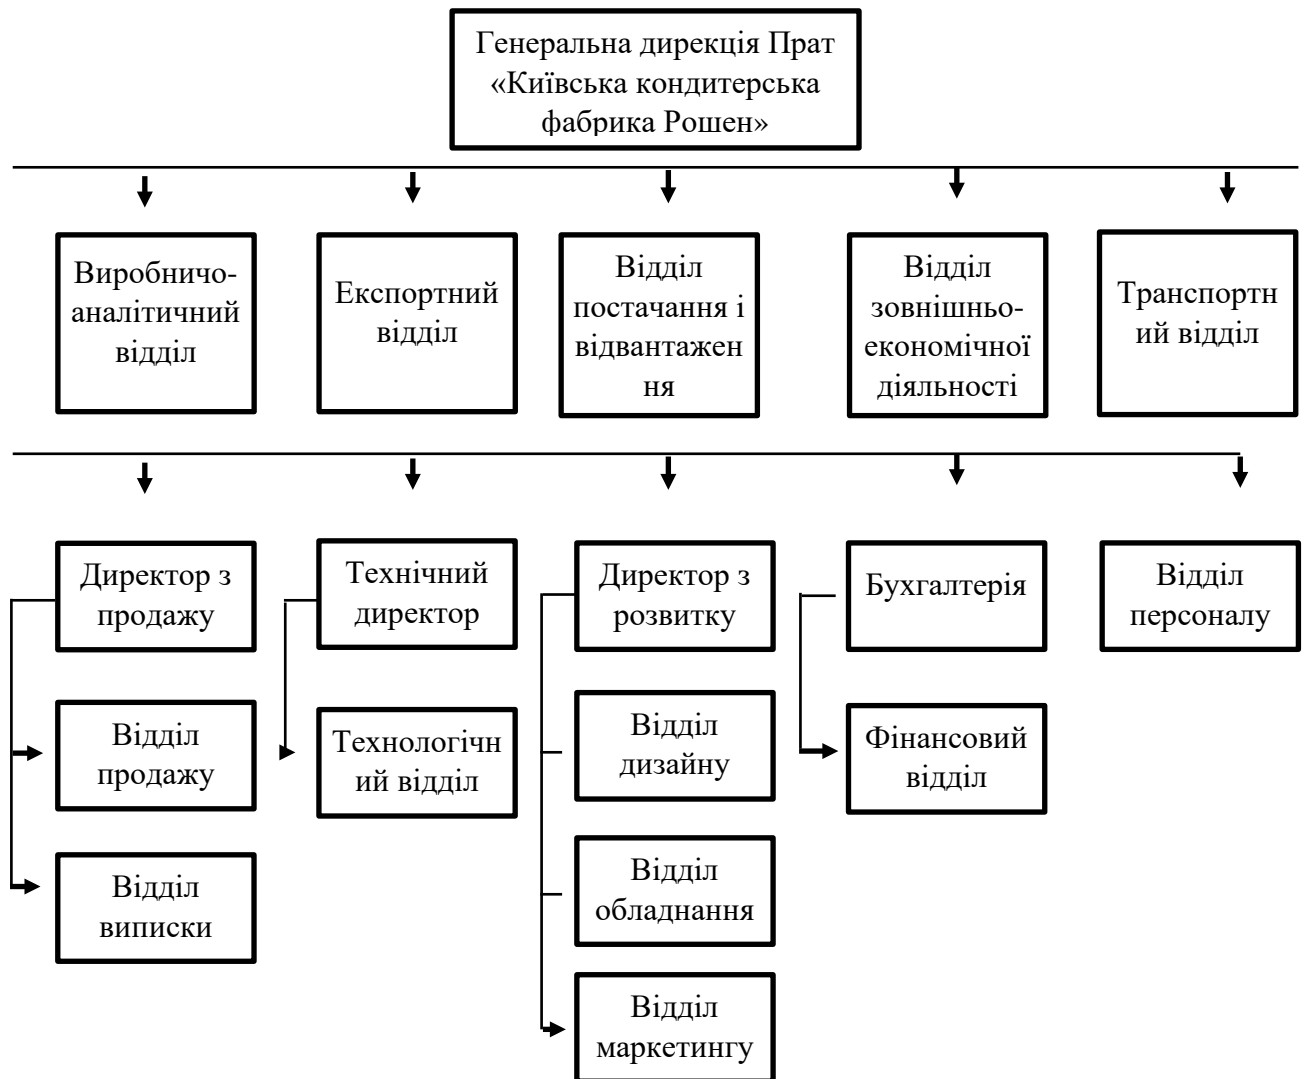 Генеральна дирекція Прат
«Київська кондитерська
фабрика Рошен»
Виробничо-
аналітичний
відділ
Експортний
відділ
Відділ
постачання і
відвантажен
ня
Відділ
зовнішньо-
економічної
діяльності
Транспортн
ий відділ
Директор з
продажу
Технічний
директор
Директор з
розвитку
Бухгалтерія
Відділ
персоналу
Відділ
продажу
Технологічн
ий відділ
Відділ
дизайну
Фінансовий
відділ
Відділ
виписки
Відділ
обладнання
Відділ
маркетингу